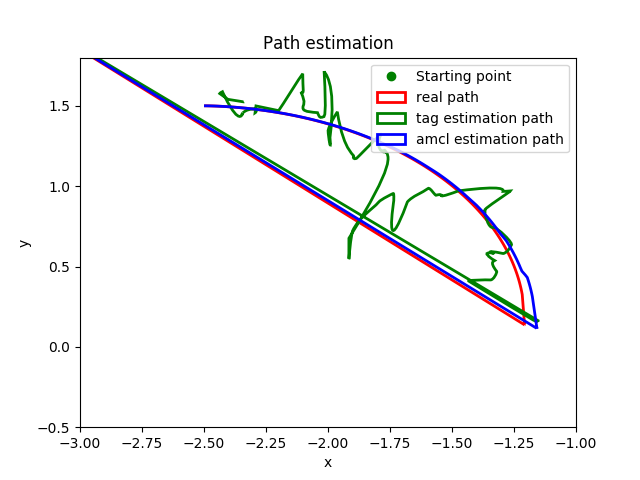 Path estimation
Starting point
real path
tag estimation path
amcl estimation path
y
1.5
1.0
0.5
0.0
−0.5
−3.00 −2.75 −2.50 −2.25 −2.00 −1.75 −1.50 −1.25 −1.00
x